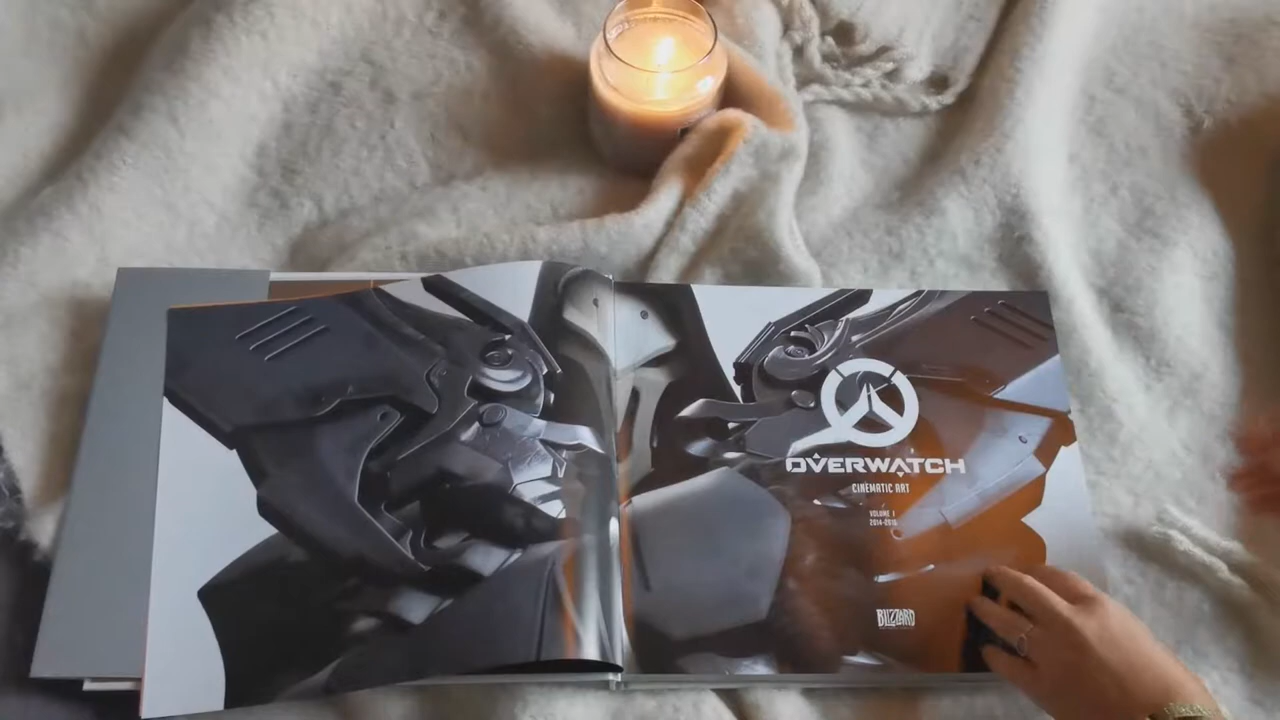 OVERWATCH
CINEMATIC ART
VOLUME 1
2014-2016
BLIZZARD